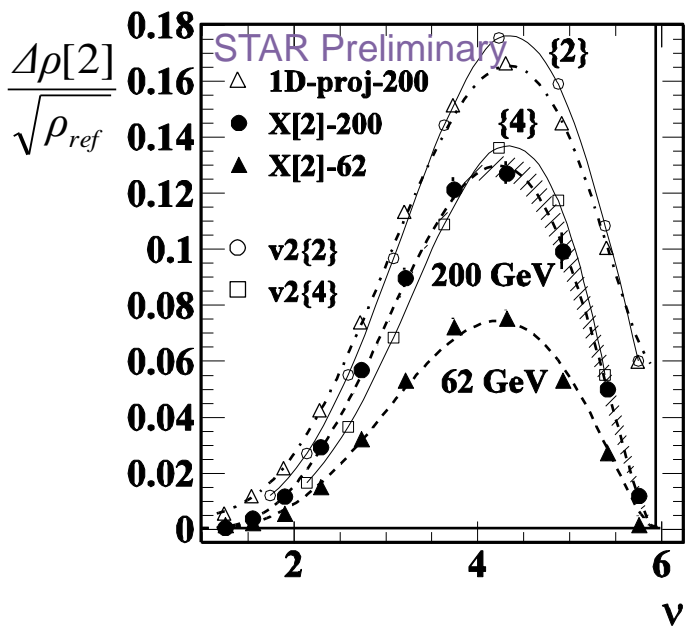 Δρ[2]
√ρref
0.18
0.16
0.14
0.12
0.1
0.08
0.06
0.04
0.02
0
STAR Preliminary
1D-proj-200
X[2]-200
X[2]-62
v2{2}
v2{4}
{2}
{4}
200 GeV
62 GeV
2
4
6
ν